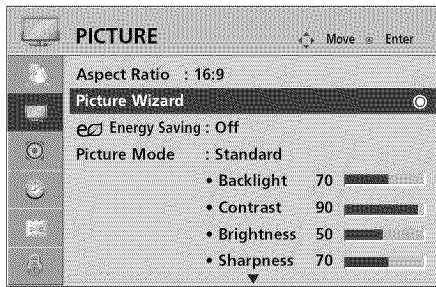 PICTURE
Move Enter
Aspect Ratio : 16:9
Picture Wizard
Energy Saving : Off
Picture Mode : Standard
• Backlight 70
• Contrast 90
• Brightness 50
• Sharpness 70